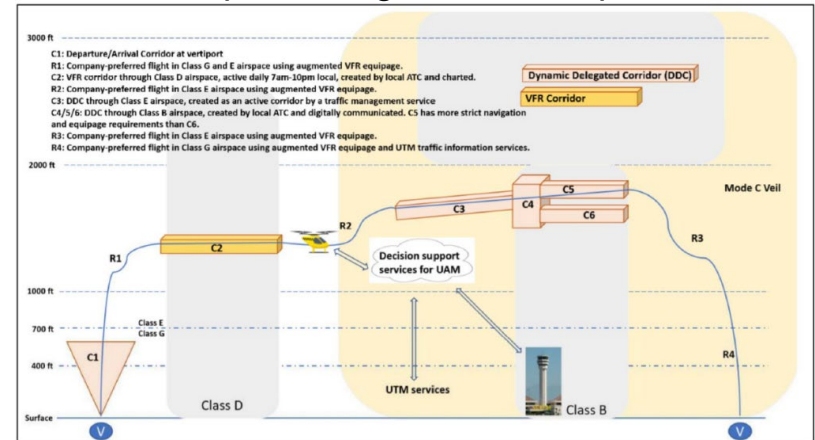 3000 ft
C1: Departure/Arrival Corridor at vertiport
R1: Company-preferred flight in Class G and E airspace using augmented VFR equipage.
C2: VFR corridor through Class D airspace, active daily 7am-10pm local, created by local ATC and charted.
R2: Company-preferred flight in Class E airspace using augmented VFR equipage.
C3: DDC through Class E airspace, created as an active corridor by a traffic management service
C4/5/6: DDC through Class B airspace, created by local ATC and digitally communicated. C5 has more strict navigation
and equipage requirements than C6.
R3: Company-preferred flight in Class E airspace using augmented VFR equipage.
R4: Company-preferred flight in Class G airspace using augmented VFR equipage and UTM traffic information services.
Dynamic Delegated Corridor (DDC)
VFR Corridor
2000 ft
Mode C Veil
C5
C4
C3
C6
R2
R1
C2
R3
Decision support
services for UAM
1000 ft
Class E
700 ft
Class G
C1
400 ft
R4
UTM services
Class D
Class B
Surface
V
V